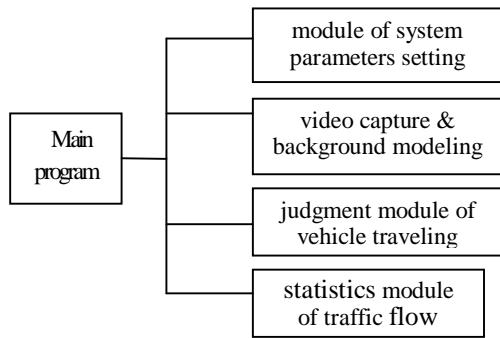 module of system
parameters setting
Main
program
video capture &
background modeling
judgment module of
vehicle traveling
statistics module
of traffic flow